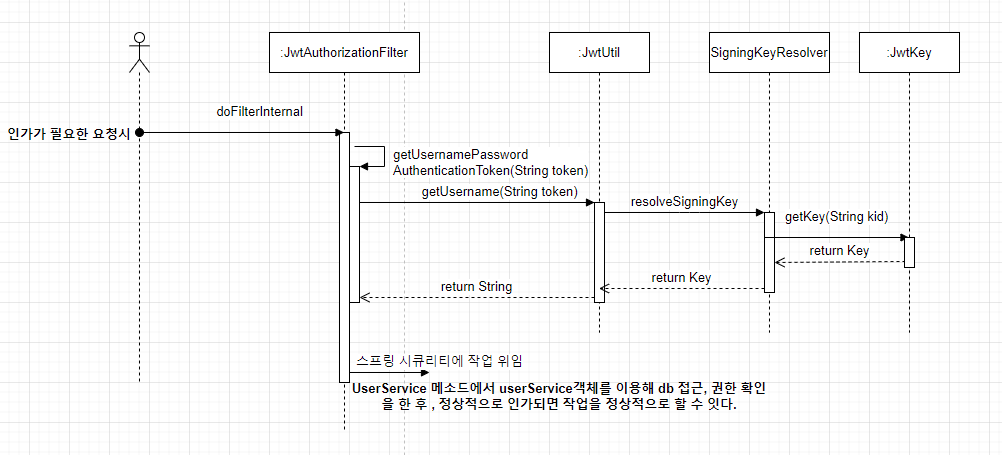 :JwtAuthorizationFilter
:JwtUtil
SigningKeyResolver
:JwtKey
doFilterInternal
인가가 필요한 요청시
getUsernamePassword
AuthenticationToken(String token)
getUsername(String token)
resolveSigningKey
getKey(String kid)
return Key
return Key
return String
스프링 시큐리티에 작업 위임
UserService 메소드에서 userService객체를 이용해 db 접근, 권한 확인
을 한 후 , 정상적으로 인가되면 작업을 정상적으로 할 수 잇다.